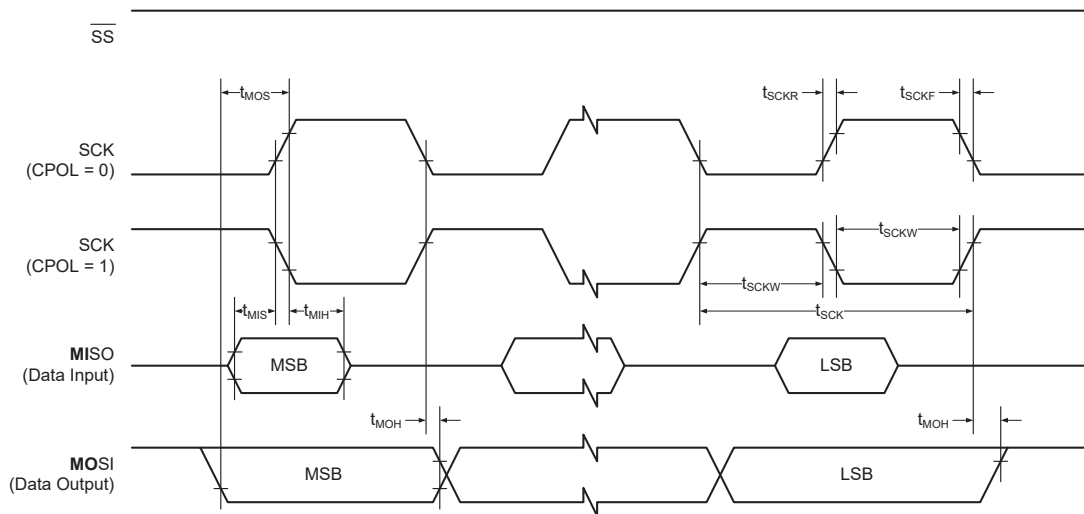 SS
tMOS
tSCKR
tSCKF
SCK
(CPOL = 0)
SCK
(CPOL = 1)
tSCKW
tSCKW
tMIS
tMIH
tSCK
MISO
(Data Input)
MSB
LSB
tMOH
tMOH
MOSI
(Data Output)
MSB
LSB